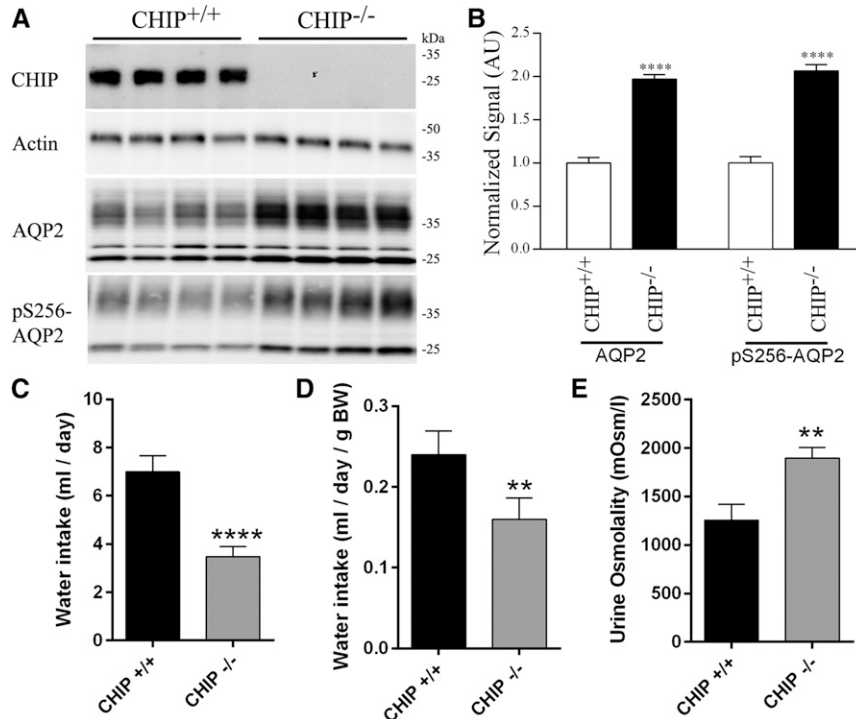 A
CHIP+/+ CHIP-/-
kDa
CHIP
-35
-25
Actin
-50
-35
AQP2
-35
-25
pS256-
AQP2
-35
-25
B
Normalized Signal (AU)
2.5
2.0
1.5
1.0
0.5
0.0
**** ****
CHIP+/+
CHIP-/-
CHIP+/+
CHIP-/-
AQP2 pS256-AQP2
C
Water intake (ml / day)
10
8
6
4
2
0
****
CHIP +/+
CHIP -/-
D
Water intake (ml / day / g BW)
0.3
0.2
0.1
0.0
**
CHIP +/+
CHIP -/-
E
Urine Osmolality (mOsm/l)
2500
2000
1500
1000
500
0
**
CHIP +/+
CHIP -/-